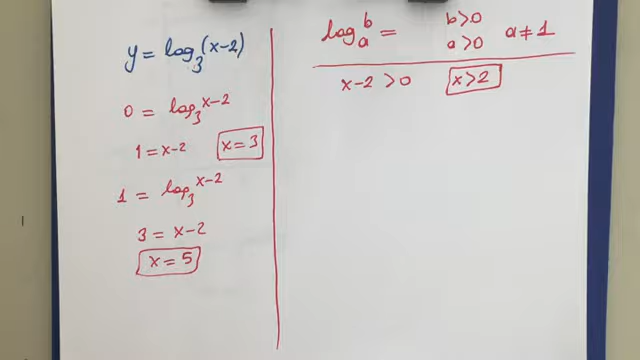 y = log₃(x-2)
0 = log₃^x-2
1 = x-2 x = 3
1 = log₃^x-2
3 = x-2
x = 5
logₐ^b = b>0
a>0 a≠1
x-2 >0 x>2